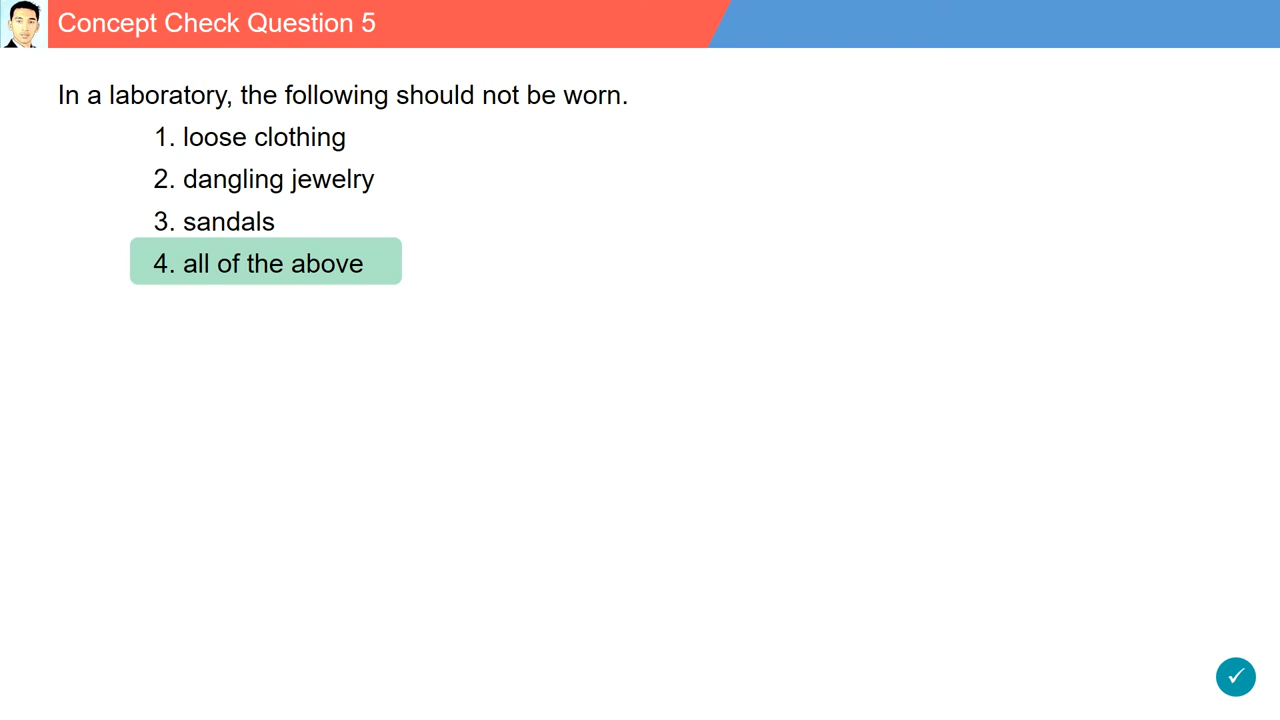 Concept Check Question 5
In a laboratory, the following should not be worn.
1. loose clothing
2. dangling jewelry
3. sandals
4. all of the above